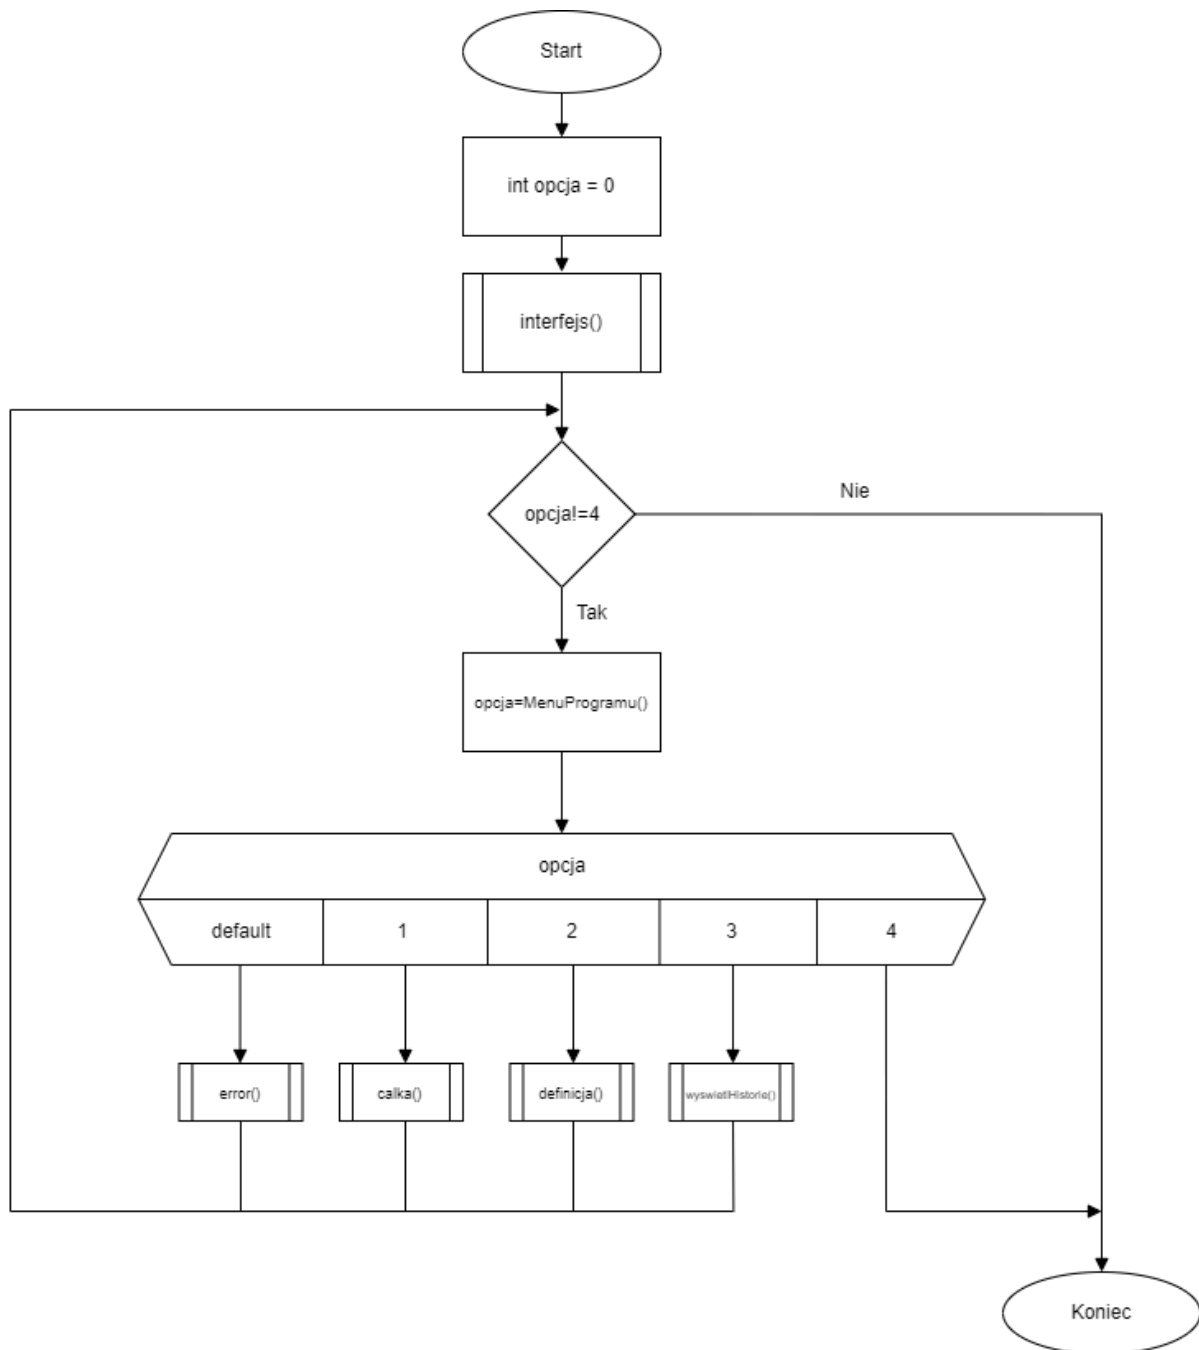 Start
int opcja = 0
interfejs()
opcja!=4
Nie
Tak
opcja=MenuProgramu()
opcja
default
1
2
3
4
error()
calka()
definicja()
wyswietlHistorie()
Koniec